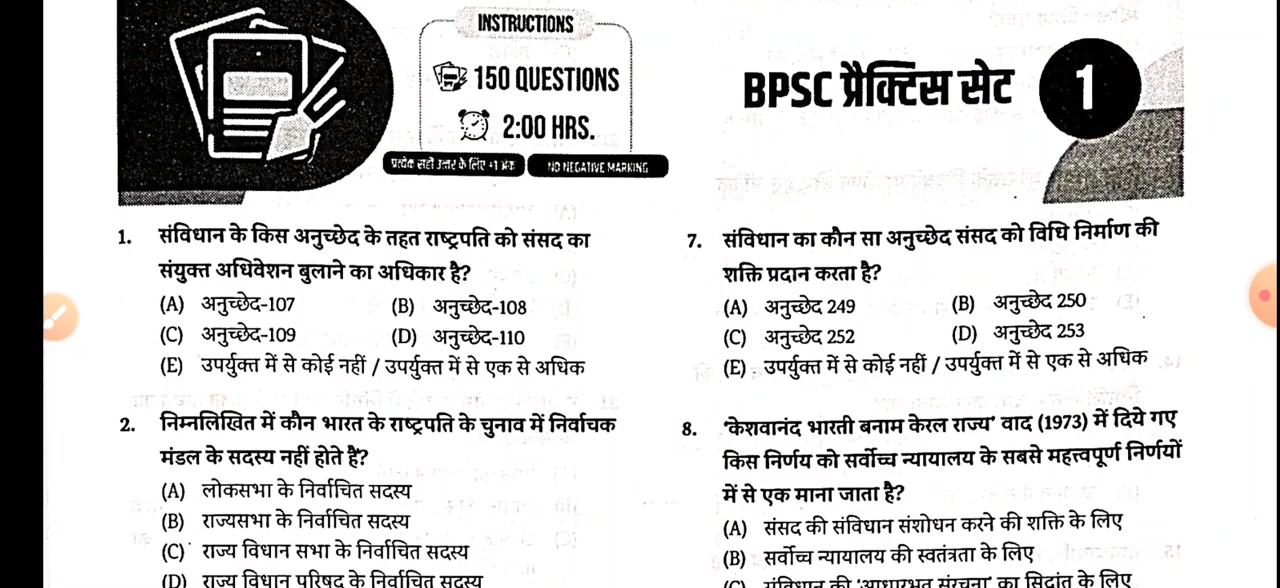 INSTRUCTIONS
150 QUESTIONS
2:00 HRS.
प्रत्येक सही उत्तर के लिए +1 अंक
NO NEGATIVE MARKING
BPSC प्रैक्टिस सेट 1
1. संविधान के किस अनुच्छेद के तहत राष्ट्रपति को संसद का
संयुक्त अधिवेशन बुलाने का अधिकार है?
(A) अनुच्छेद-107 (B) अनुच्छेद-108
(C) अनुच्छेद-109 (D) अनुच्छेद-110
(E) उपर्युक्त में से कोई नहीं / उपर्युक्त में से एक से अधिक
2. निम्नलिखित में कौन भारत के राष्ट्रपति के चुनाव में निर्वाचक
मंडल के सदस्य नहीं होते हैं?
(A) लोकसभा के निर्वाचित सदस्य
(B) राज्यसभा के निर्वाचित सदस्य
(C) राज्य विधान सभा के निर्वाचित सदस्य
(D) राज्य विधान परिषद के निर्वाचित सदस्य
7. संविधान का कौन सा अनुच्छेद संसद को विधि निर्माण की
शक्ति प्रदान करता है?
(A) अनुच्छेद 249 (B) अनुच्छेद 250
(C) अनुच्छेद 252 (D) अनुच्छेद 253
(E) उपर्युक्त में से कोई नहीं / उपर्युक्त में से एक से अधिक
8. 'केशवानंद भारती बनाम केरल राज्य' वाद (1973) में दिये गए
किस निर्णय को सर्वोच्च न्यायालय के सबसे महत्त्वपूर्ण निर्णयों
में से एक माना जाता है?
(A) संसद की संविधान संशोधन करने की शक्ति के लिए
(B) सर्वोच्च न्यायालय की स्वतंत्रता के लिए
(C) संविधान की 'आधारभूत संरचना' का सिद्धांत के लिए